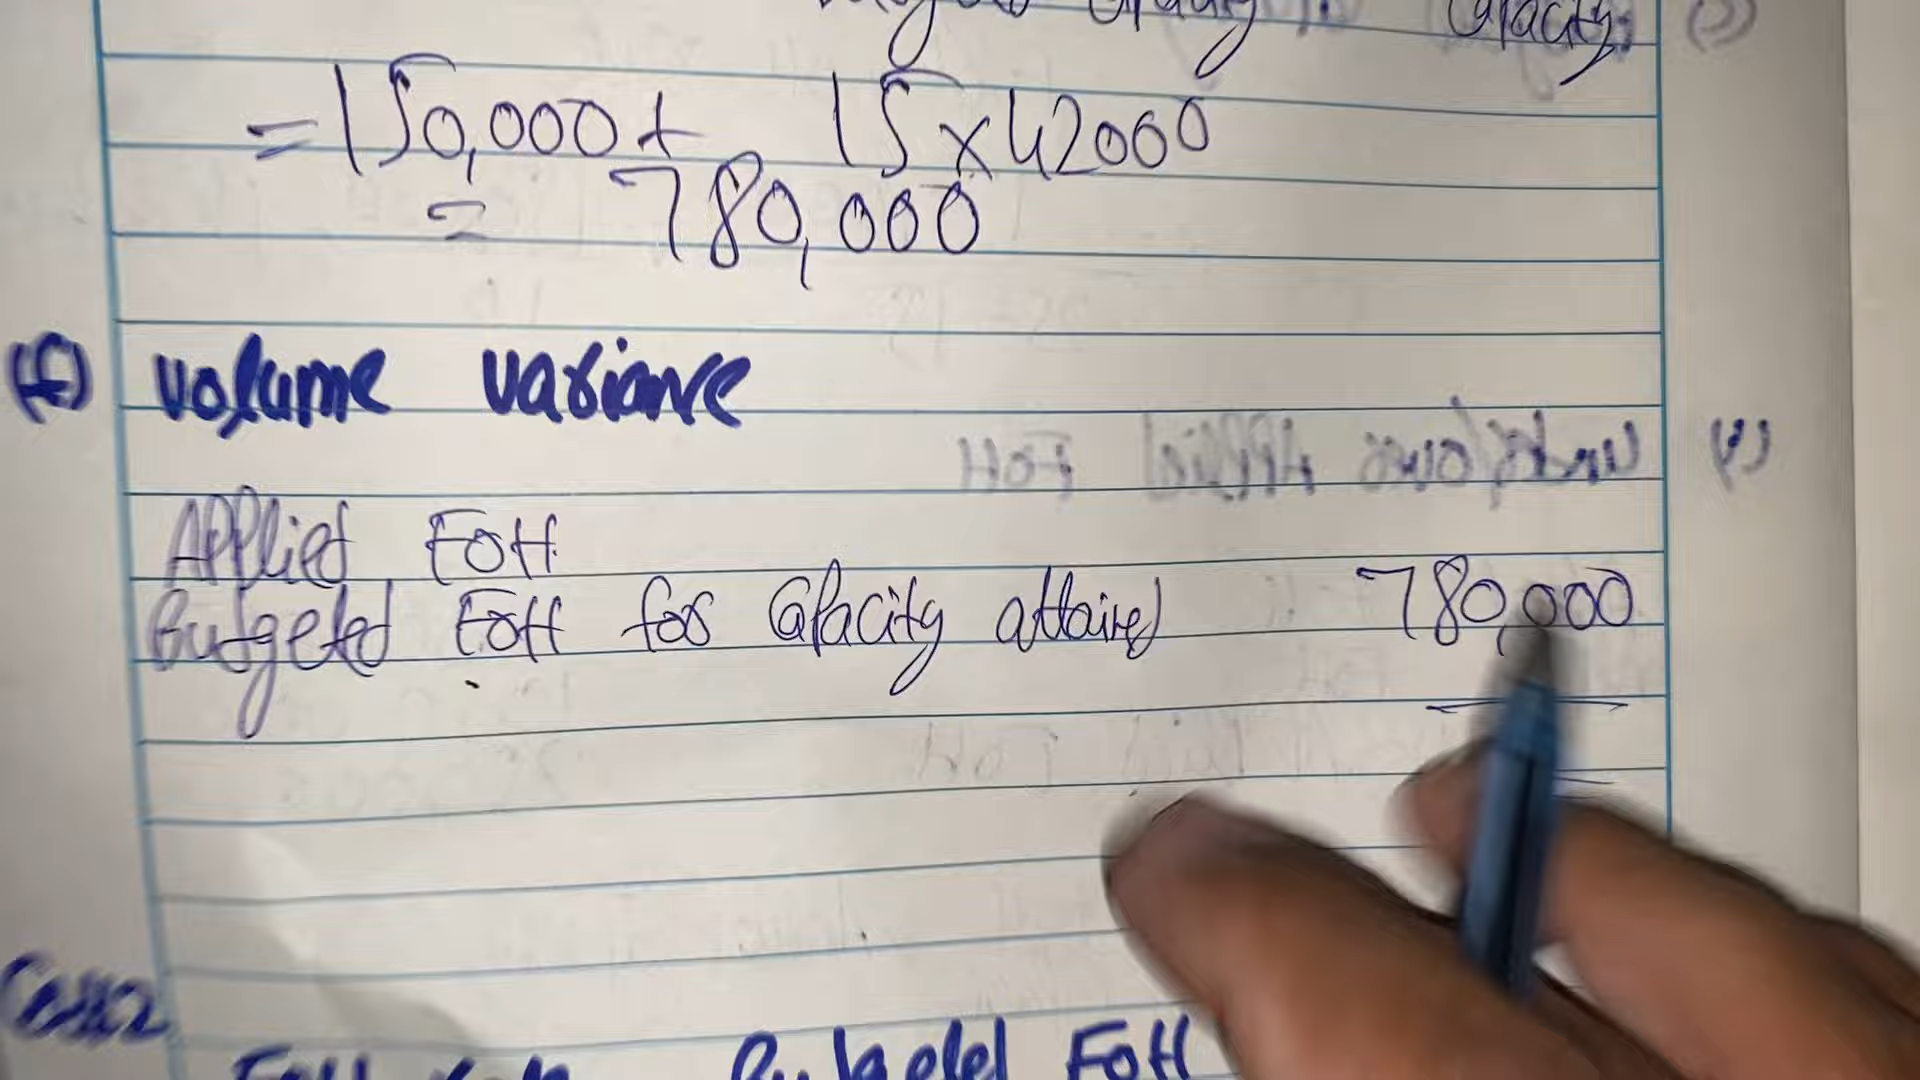 Capacity
= 150,000 + 15 x 42000
= 780,000
(f) volume variance
Applied FOH
Budgeted FOH for Capacity attained 780,000
Budgeted FOH